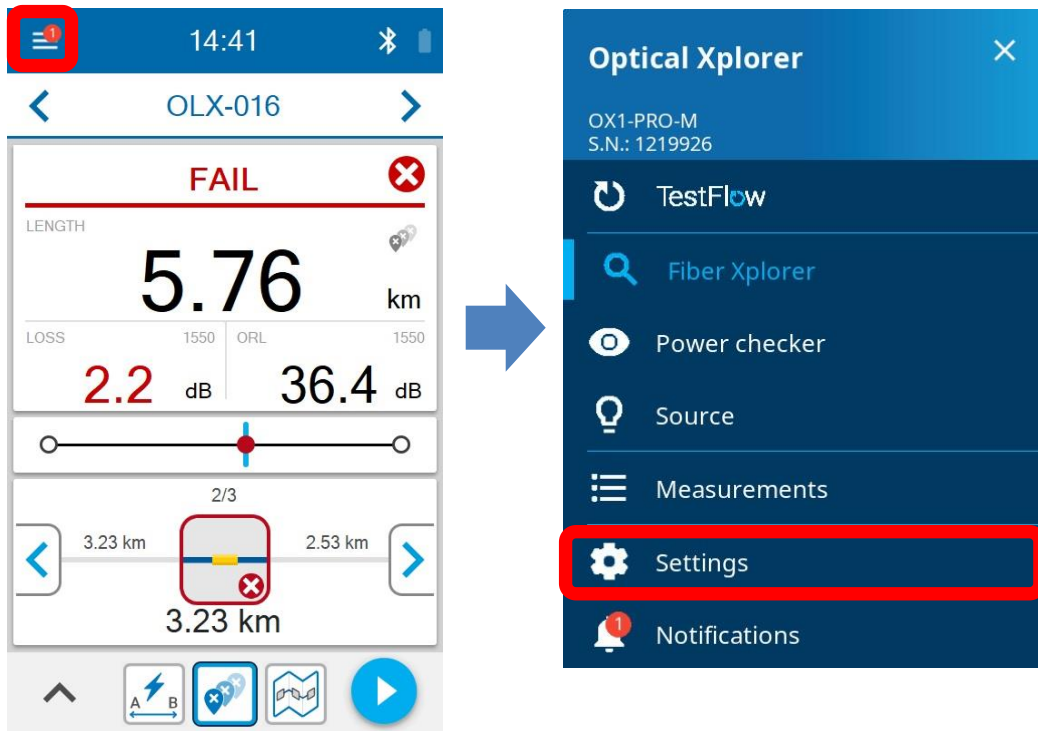 1
14:41
OLX-016
FAIL
LENGTH
5.76 km
LOSS 1550 ORL 1550
2.2 dB 36.4 dB
2/3
3.23 km 2.53 km
3.23 km
A B
Optical Xplorer
OX1-PRO-M
S.N.: 1219926
TestFlow
Fiber Xplorer
Power checker
Source
Measurements
Settings
1
Notifications